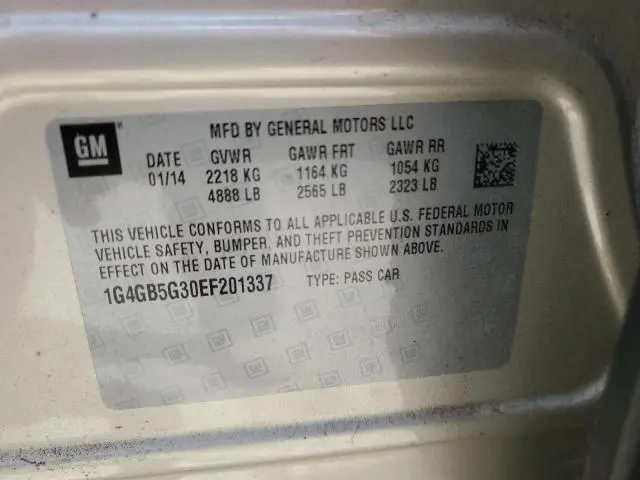 GM
MFD BY GENERAL MOTORS LLC
DATE GVWR GAWR FRT GAWR RR
01/14 2218 KG 1164 KG 1054 KG
4888 LB 2565 LB 2323 LB
THIS VEHICLE CONFORMS TO ALL APPLICABLE U.S. FEDERAL MOTOR
VEHICLE SAFETY, BUMPER, AND THEFT PREVENTION STANDARDS IN
EFFECT ON THE DATE OF MANUFACTURE SHOWN ABOVE.
1G4GB5G30EF201337 TYPE: PASS CAR